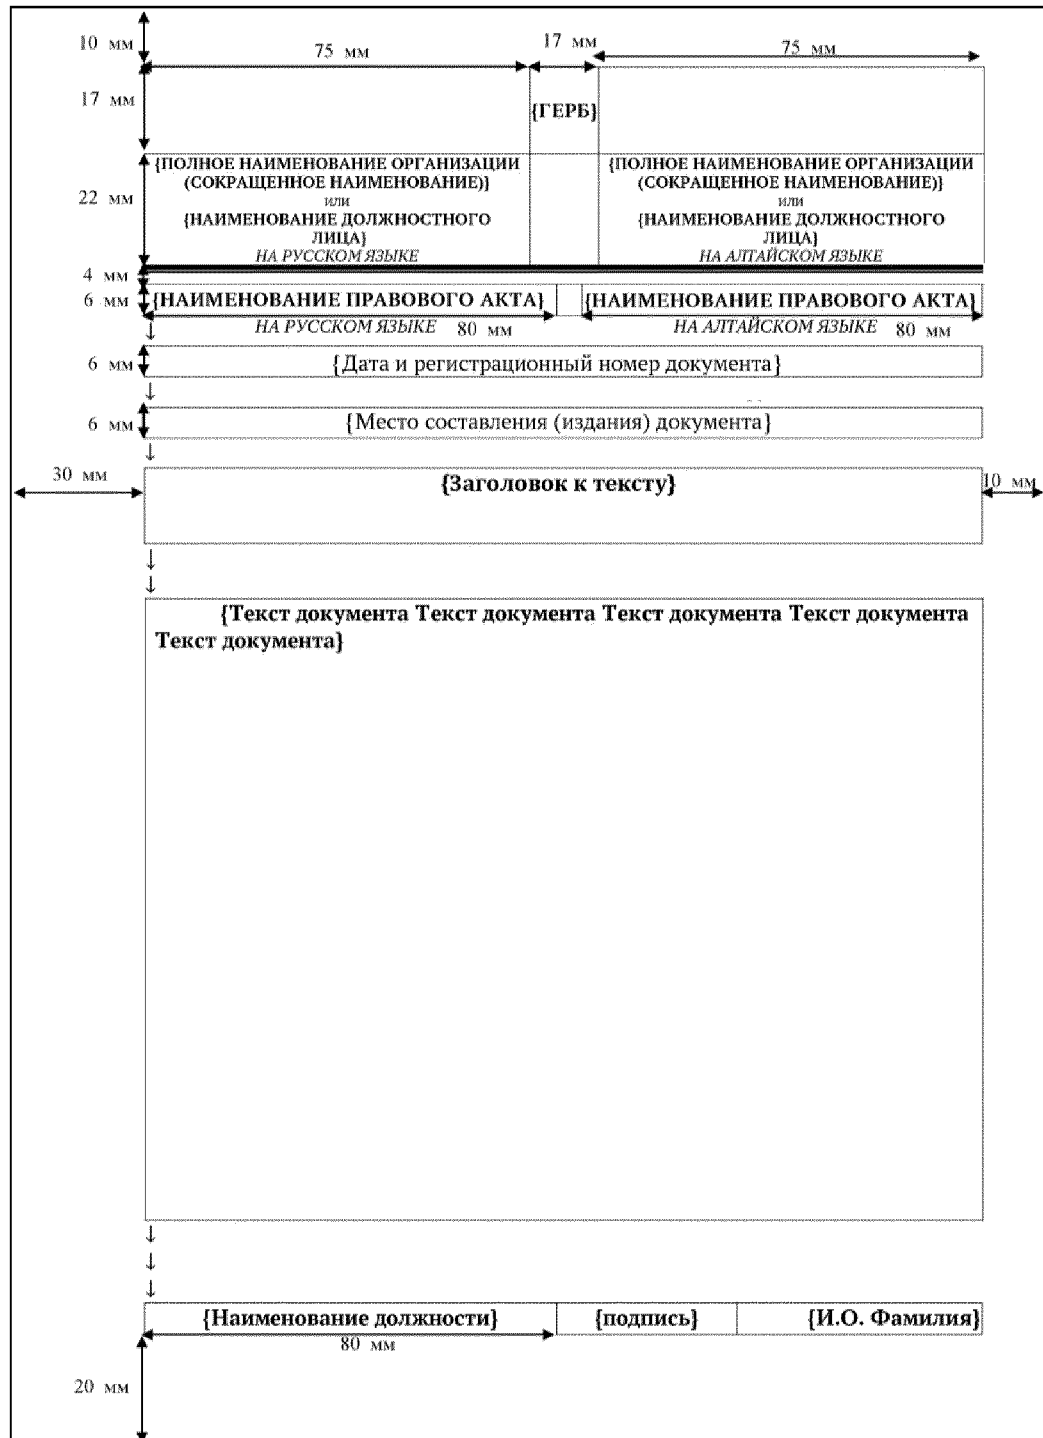 10 мм
75 мм
17 мм
75 мм
17 мм
{ГЕРБ}
{ПОЛНОЕ НАИМЕНОВАНИЕ ОРГАНИЗАЦИИ
(СОКРАЩЕННОЕ НАИМЕНОВАНИЕ)}
или
{НАИМЕНОВАНИЕ ДОЛЖНОСТНОГО
ЛИЦА}
НА РУССКОМ ЯЗЫКЕ
{ПОЛНОЕ НАИМЕНОВАНИЕ ОРГАНИЗАЦИИ
(СОКРАЩЕННОЕ НАИМЕНОВАНИЕ)}
или
{НАИМЕНОВАНИЕ ДОЛЖНОСТНОГО
ЛИЦА}
НА АЛТАЙСКОМ ЯЗЫКЕ
22 мм
4 мм
6 мм
{НАИМЕНОВАНИЕ ПРАВОВОГО АКТА}
{НАИМЕНОВАНИЕ ПРАВОВОГО АКТА}
НА РУССКОМ ЯЗЫКЕ 80 мм
НА АЛТАЙСКОМ ЯЗЫКЕ 80 мм
6 мм
{Дата и регистрационный номер документа}
6 мм
{Место составления (издания) документа}
30 мм
{Заголовок к тексту}
10 мм
{Текст документа Текст документа Текст документа Текст документа
Текст документа}
{Наименование должности}
{подпись}
{И.О. Фамилия}
80 мм
20 мм